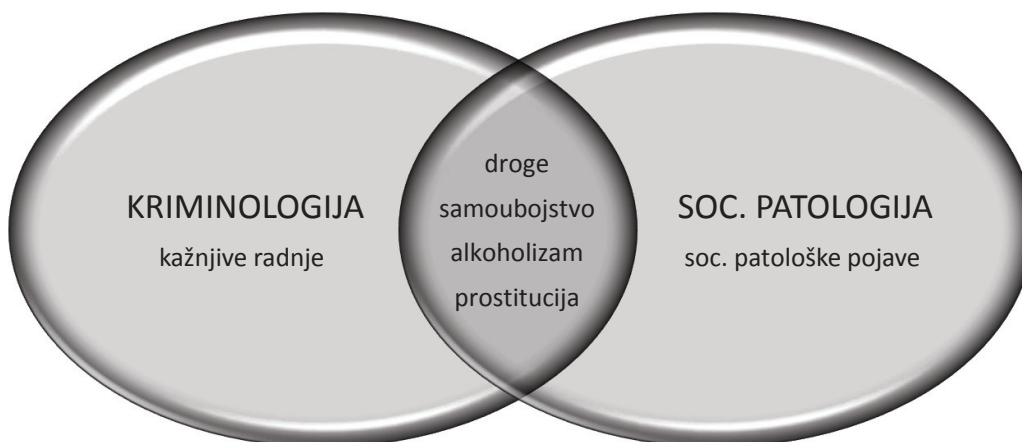 KRIMINOLOGIJA
kažnjive radnje
droge
samoubojstvo
alkoholizam
prostitucija
SOC. PATOLOGIJA
soc. patološke pojave